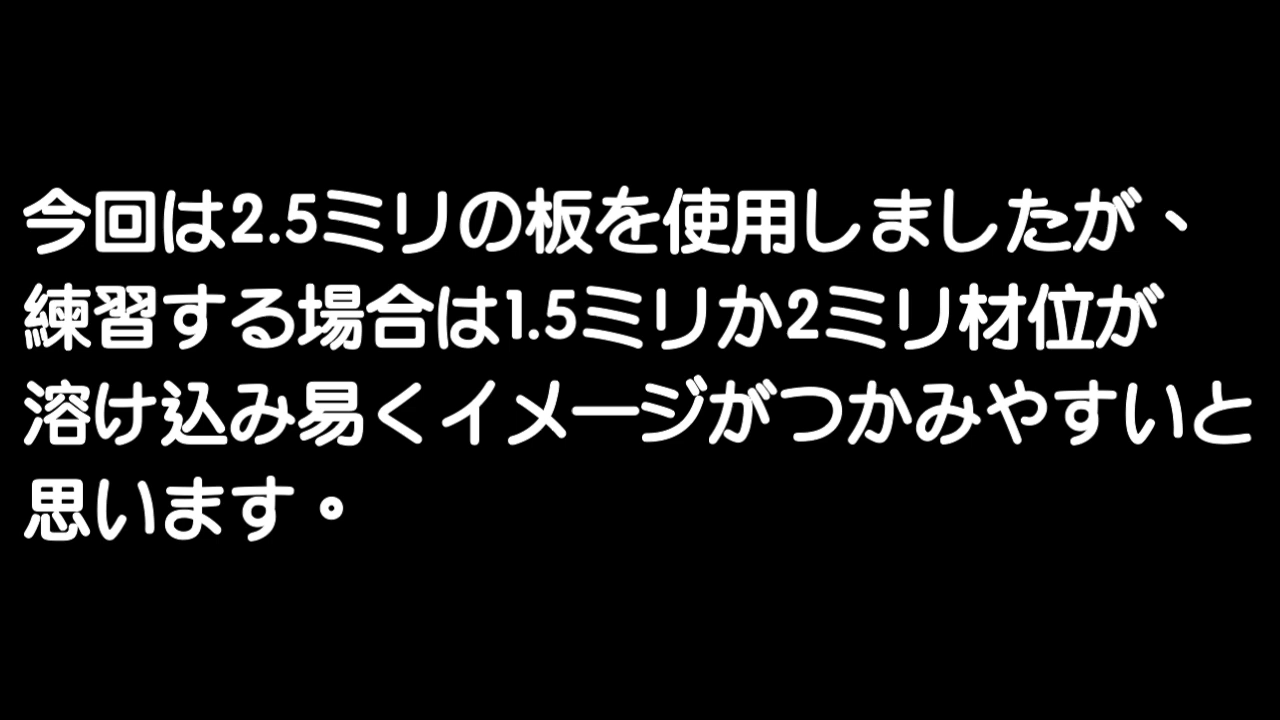 今回は2.5ミリの板を使用しましたが、
練習する場合は1.5ミリか2ミリ材位が
溶け込み易くイメージがつかみやすいと
思います。